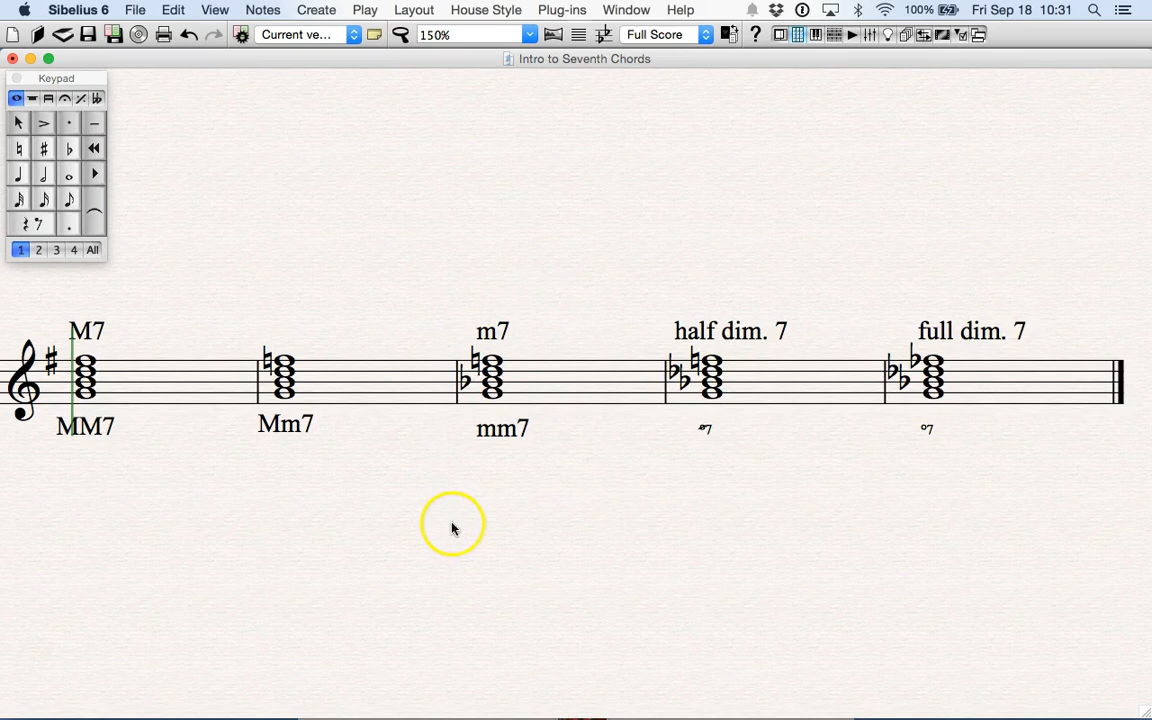 Sibelius 6 File Edit View Notes Create Play Layout House Style Plug-ins Window Help 100% Fri Sep 18 10:31
Current ve... 150% Full Score ?
Intro to Seventh Chords
Keypad
1 2 3 4 All
M7 m7 half dim. 7 full dim. 7
MM7 Mm7 mm7 ø7 o7